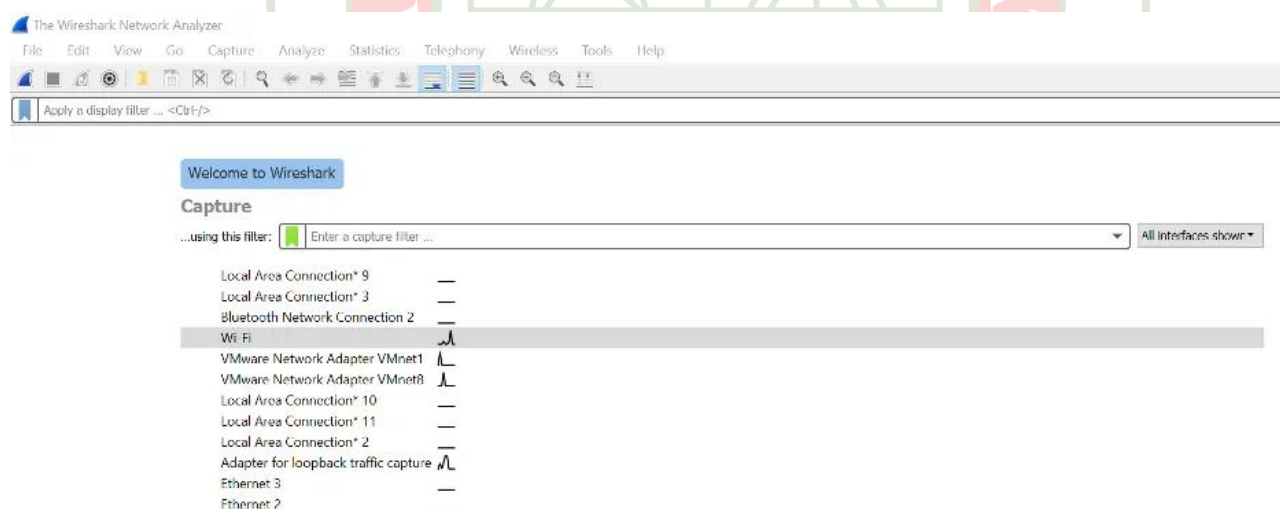 The Wireshark Network Analyzer
File Edit View Go Capture Analyze Statistics Telephony Wireless Tools Help
Apply a display filter ... <Ctrl-/>
Welcome to Wireshark
Capture
...using this filter: Enter a capture filter ... All interfaces shown
Local Area Connection* 9
Local Area Connection* 3
Bluetooth Network Connection 2
Wi-Fi
VMware Network Adapter VMnet1
VMware Network Adapter VMnet8
Local Area Connection* 10
Local Area Connection* 11
Local Area Connection* 2
Adapter for loopback traffic capture
Ethernet 3
Ethernet 2